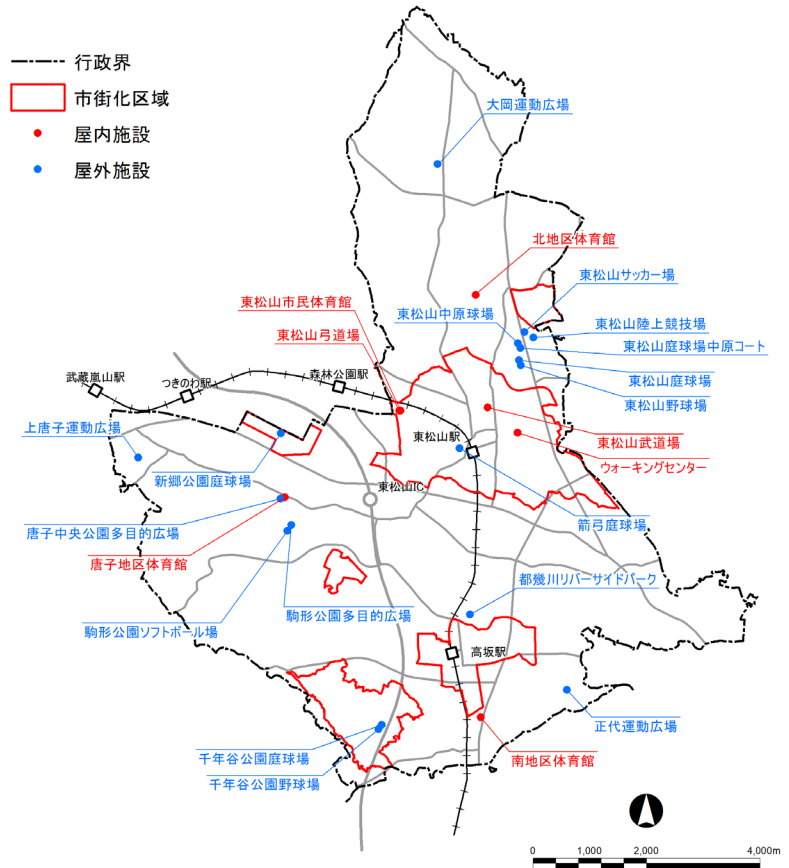 行政界
市街化区域
屋内施設
屋外施設
大岡運動広場
北地区体育館
東松山サッカー場
東松山市民体育館
東松山中原球場
東松山陸上競技場
東松山弓道場
東松山庭球場中原コート
東松山庭球場
東松山野球場
武蔵嵐山駅
つきのわ駅
森林公園駅
上唐子運動広場
東松山駅
東松山武道場
ウォーキングセンター
新郷公園庭球場
東松山IC
箭弓庭球場
唐子中央公園多目的広場
唐子地区体育館
都幾川リバーサイドパーク
駒形公園多目的広場
駒形公園ソフトボール場
高坂駅
正代運動広場
千年谷公園庭球場
南地区体育館
千年谷公園野球場
0 1,000 2,000 4,000m